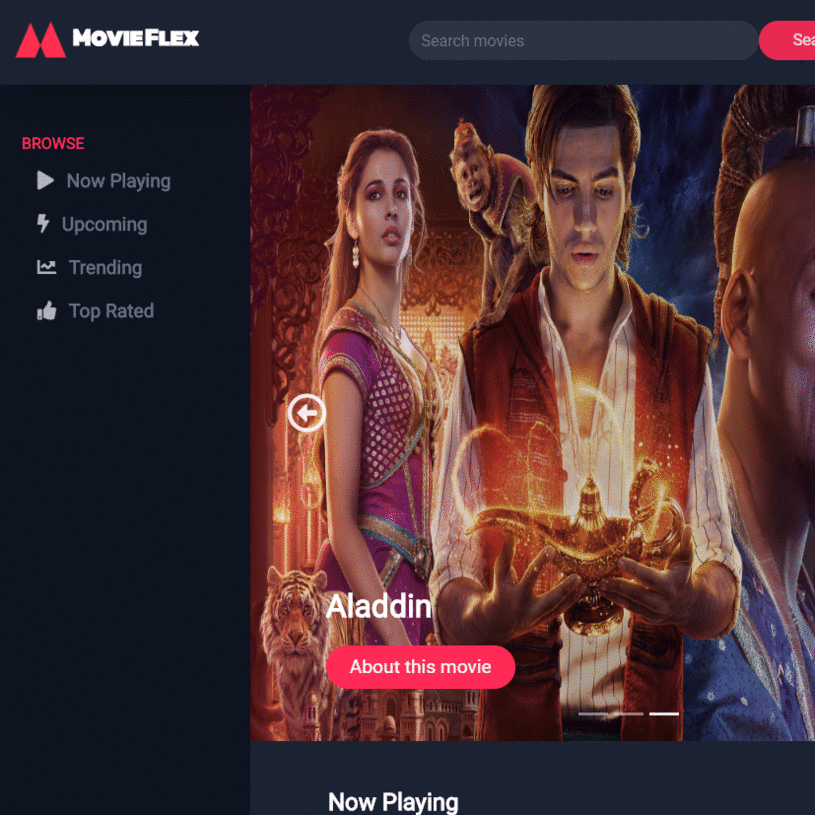 MovieFlex
Search movies
Sea
BROWSE
Now Playing
Upcoming
Trending
Top Rated
Aladdin
About this movie
Now Playing